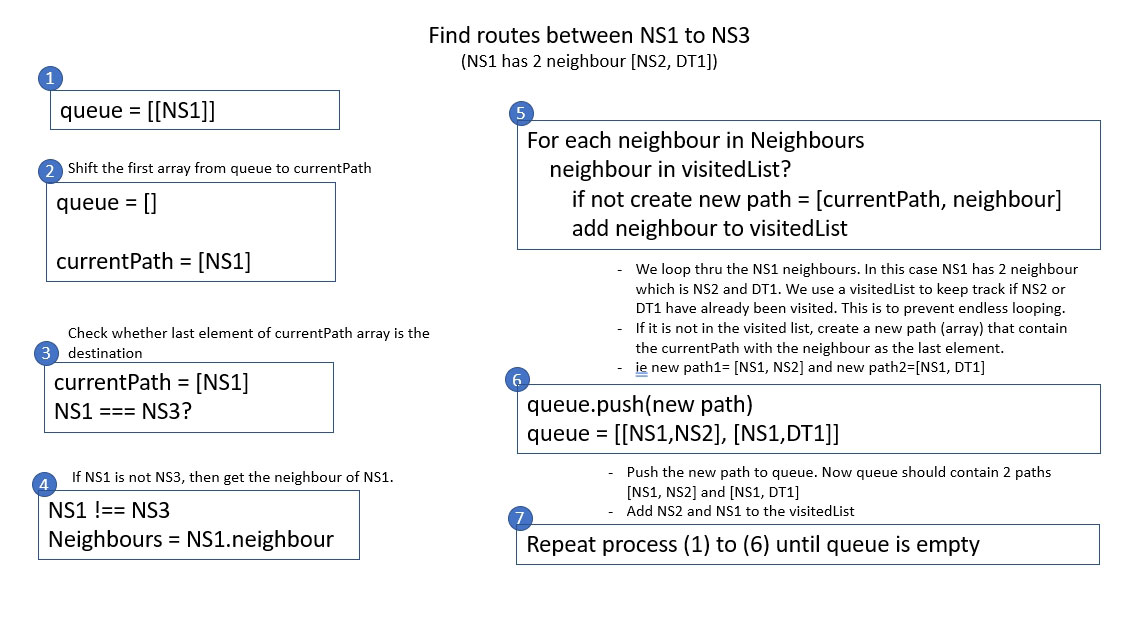 Find routes between NS1 to NS3
(NS1 has 2 neighbour [NS2, DT1])
1
queue = [[NS1]]
2
Shift the first array from queue to currentPath
queue = []
currentPath = [NS1]
Check whether last element of currentPath array is the
3
destination
currentPath = [NS1]
NS1 === NS3?
4
If NS1 is not NS3, then get the neighbour of NS1.
NS1 !== NS3
Neighbours = NS1.neighbour
5
For each neighbour in Neighbours
neighbour in visitedList?
if not create new path = [currentPath, neighbour]
add neighbour to visitedList
- We loop thru the NS1 neighbours. In this case NS1 has 2 neighbour
which is NS2 and DT1. We use a visitedList to keep track if NS2 or
DT1 have already been visited. This is to prevent endless looping.
- If it is not in the visited list, create a new path (array) that contain
the currentPath with the neighbour as the last element.
- ie new path1= [NS1, NS2] and new path2=[NS1, DT1]
6
queue.push(new path)
queue = [[NS1,NS2], [NS1,DT1]]
- Push the new path to queue. Now queue should contain 2 paths
[NS1, NS2] and [NS1, DT1]
- Add NS2 and NS1 to the visitedList
7
Repeat process (1) to (6) until queue is empty